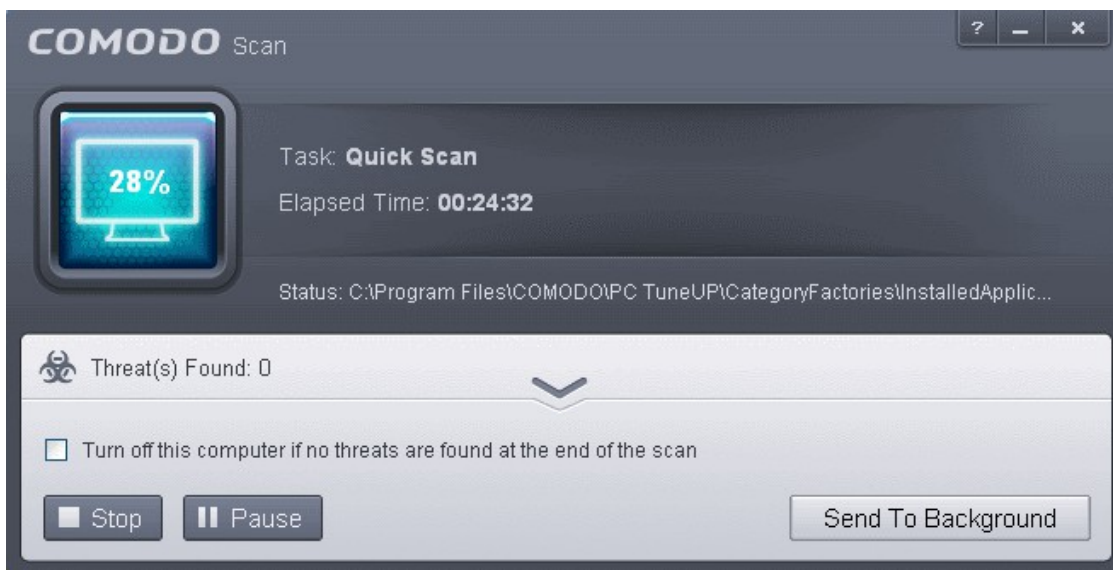 COMODO Scan
? – x
28%
Task: Quick Scan
Elapsed Time: 00:24:32
Status: C:\Program Files\COMODO\PC TuneUP\CategoryFactories\InstalledApplic...
Threat(s) Found: 0
Turn off this computer if no threats are found at the end of the scan
Stop
Pause
Send To Background